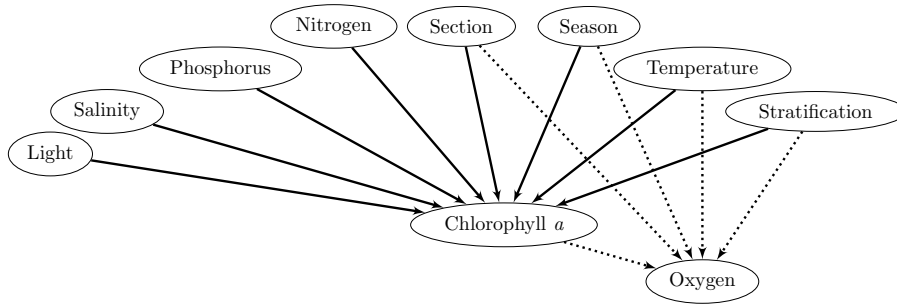 Nitrogen
Section
Season
Phosphorus
Temperature
Salinity
Stratification
Light
Chlorophyll a
Oxygen